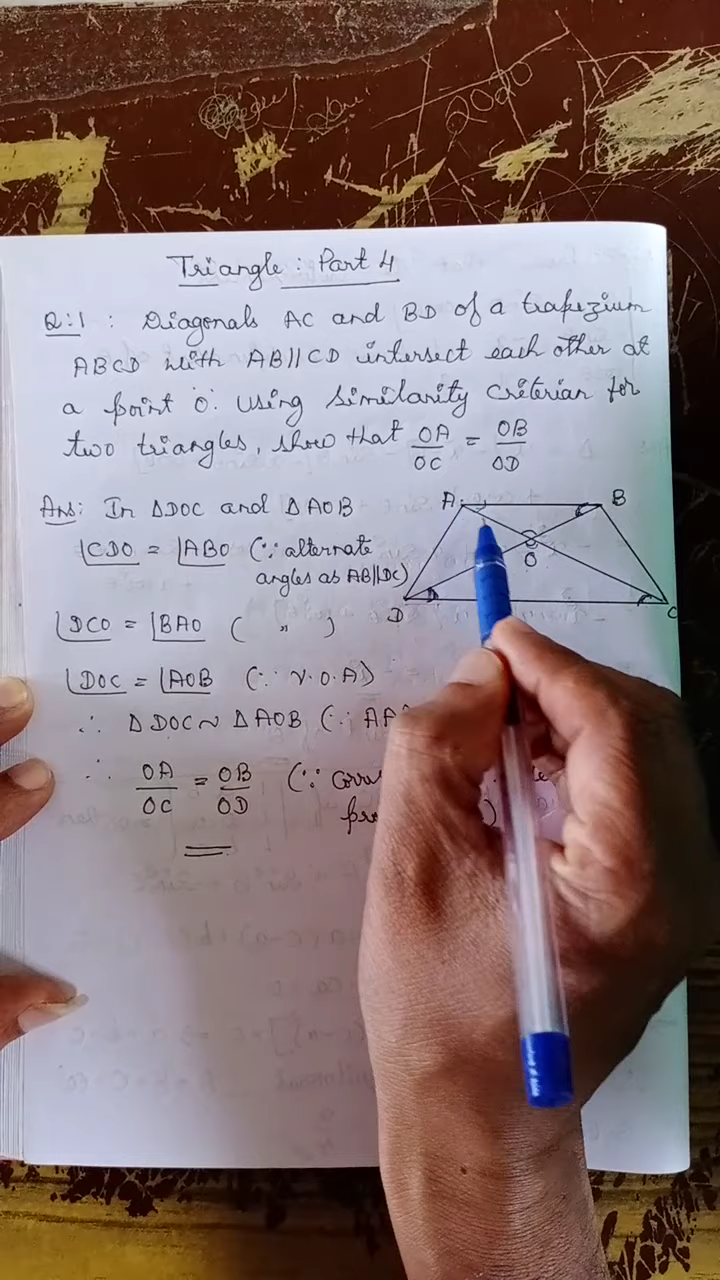 2020
Triangle : Part 4
Q:1 : Diagonals AC and BD of a trapezium
ABCD with AB || CD intersect each other at
a point O. Using similarity criterian for
two triangles, show that OA/OC = OB/OD
Ans: In ΔDOC and ΔAOB
∠CDO = ∠ABO (∵ alternate
angles as AB||DC)
∠DCO = ∠BAO ( " )
∠DOC = ∠AOB (∵ V.O.A)
∴ ΔDOC ~ ΔAOB (∵ AA
∴ OA/OC = OB/OD (∵
A B
O
D C